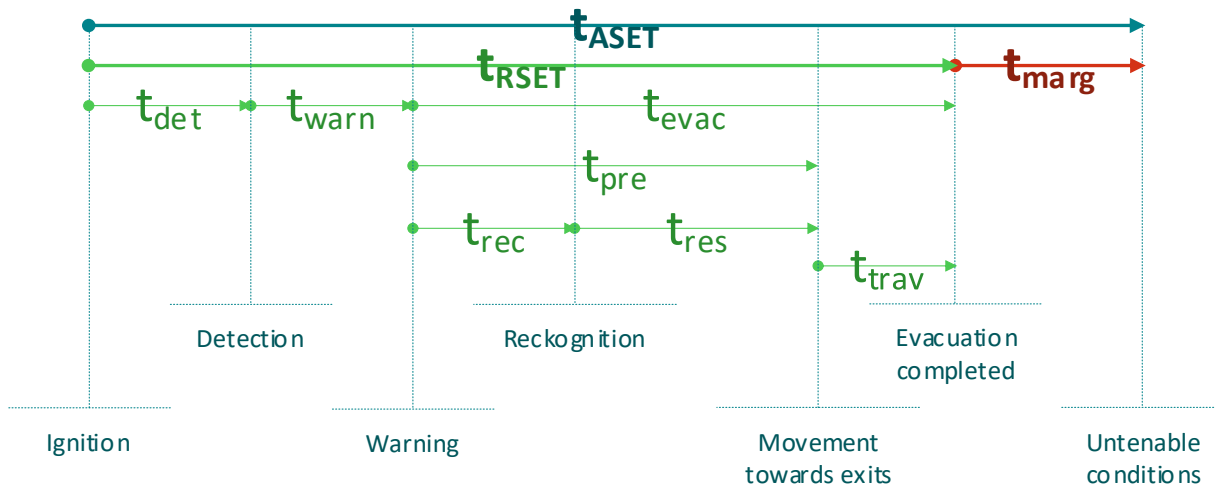 tASET
tRSET
tmarg
tdet
twarn
tevac
tpre
trec
tres
ttrav
Detection
Reckognition
Evacuation
completed
Ignition
Warning
Movement
towards exits
Untenable
conditions